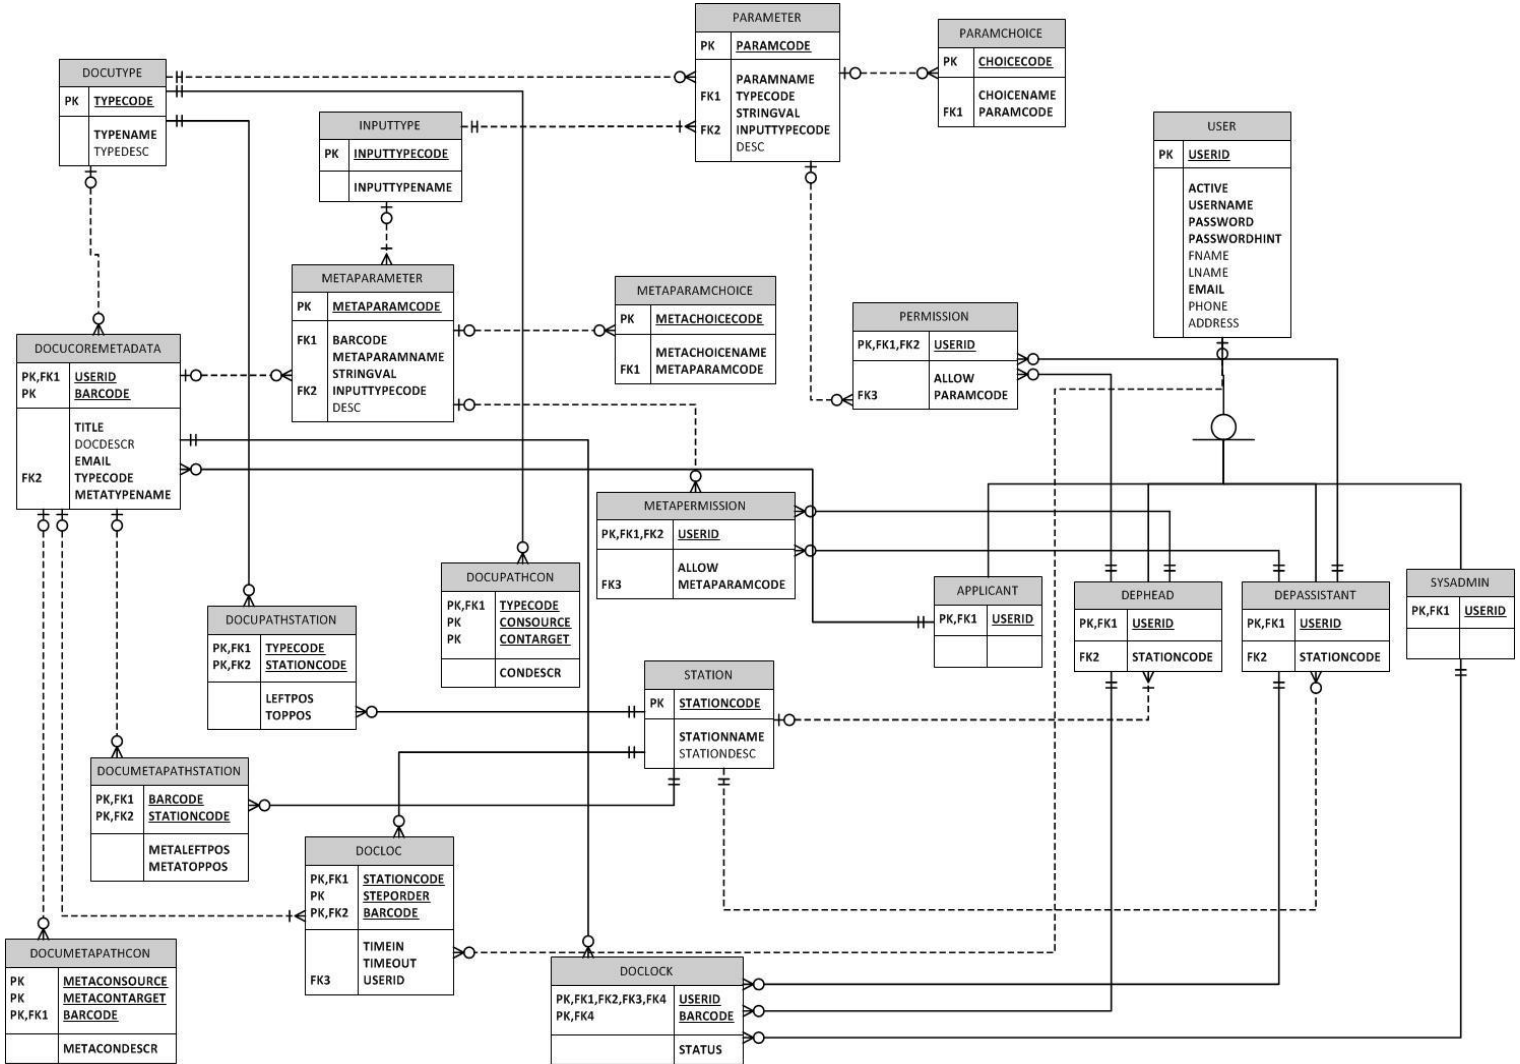 PARAMETER
PK PARAMCODE
PARAMNAME
FK1 TYPECODE
STRINGVAL
FK2 INPUTTYPECODE
DESC
PARAMCHOICE
PK CHOICECODE
CHOICENAME
FK1 PARAMCODE
DOCUTYPE
PK TYPECODE
TYPENAME
TYPEDESC
INPUTTYPE
PK INPUTTYPECODE
INPUTTYPENAME
USER
PK USERID
ACTIVE
USERNAME
PASSWORD
PASSWORDHINT
FNAME
LNAME
EMAIL
PHONE
ADDRESS
METAPARAMETER
PK METAPARAMCODE
FK1 BARCODE
METAPARAMNAME
STRINGVAL
FK2 INPUTTYPECODE
DESC
METAPARAMCHOICE
PK METACHOICECODE
METACHOICENAME
FK1 METAPARAMCODE
PERMISSION
PK,FK1,FK2 USERID
ALLOW
FK3 PARAMCODE
DOCUCOREMETADATA
PK,FK1 USERID
PK BARCODE
TITLE
DOCDESCR
EMAIL
FK2 TYPECODE
METATYPENAME
METAPERMISSION
PK,FK1,FK2 USERID
ALLOW
FK3 METAPARAMCODE
DOCUPATHCON
PK,FK1 TYPECODE
PK CONSOURCE
PK CONTARGET
CONDESCR
APPLICANT
PK,FK1 USERID
DEPHEAD
PK,FK1 USERID
FK2 STATIONCODE
DEPASSISTANT
PK,FK1 USERID
FK2 STATIONCODE
SYSADMIN
PK,FK1 USERID
DOCUPATHSTATION
PK,FK1 TYPECODE
PK,FK2 STATIONCODE
LEFTPOS
TOPPOS
STATION
PK STATIONCODE
STATIONNAME
STATIONDESC
DOCUMETAPATHSTATION
PK,FK1 BARCODE
PK,FK2 STATIONCODE
METALEFTPOS
METATOPPOS
DOCLOC
PK,FK1 STATIONCODE
PK STEPORDER
PK,FK2 BARCODE
TIMEIN
TIMEOUT
FK3 USERID
DOCUMETAPATHCON
PK METACONSOURCE
PK METACONTARGET
PK,FK1 BARCODE
METACONDESCR
DOCLOCK
PK,FK1,FK2,FK3,FK4 USERID
PK,FK4 BARCODE
STATUS